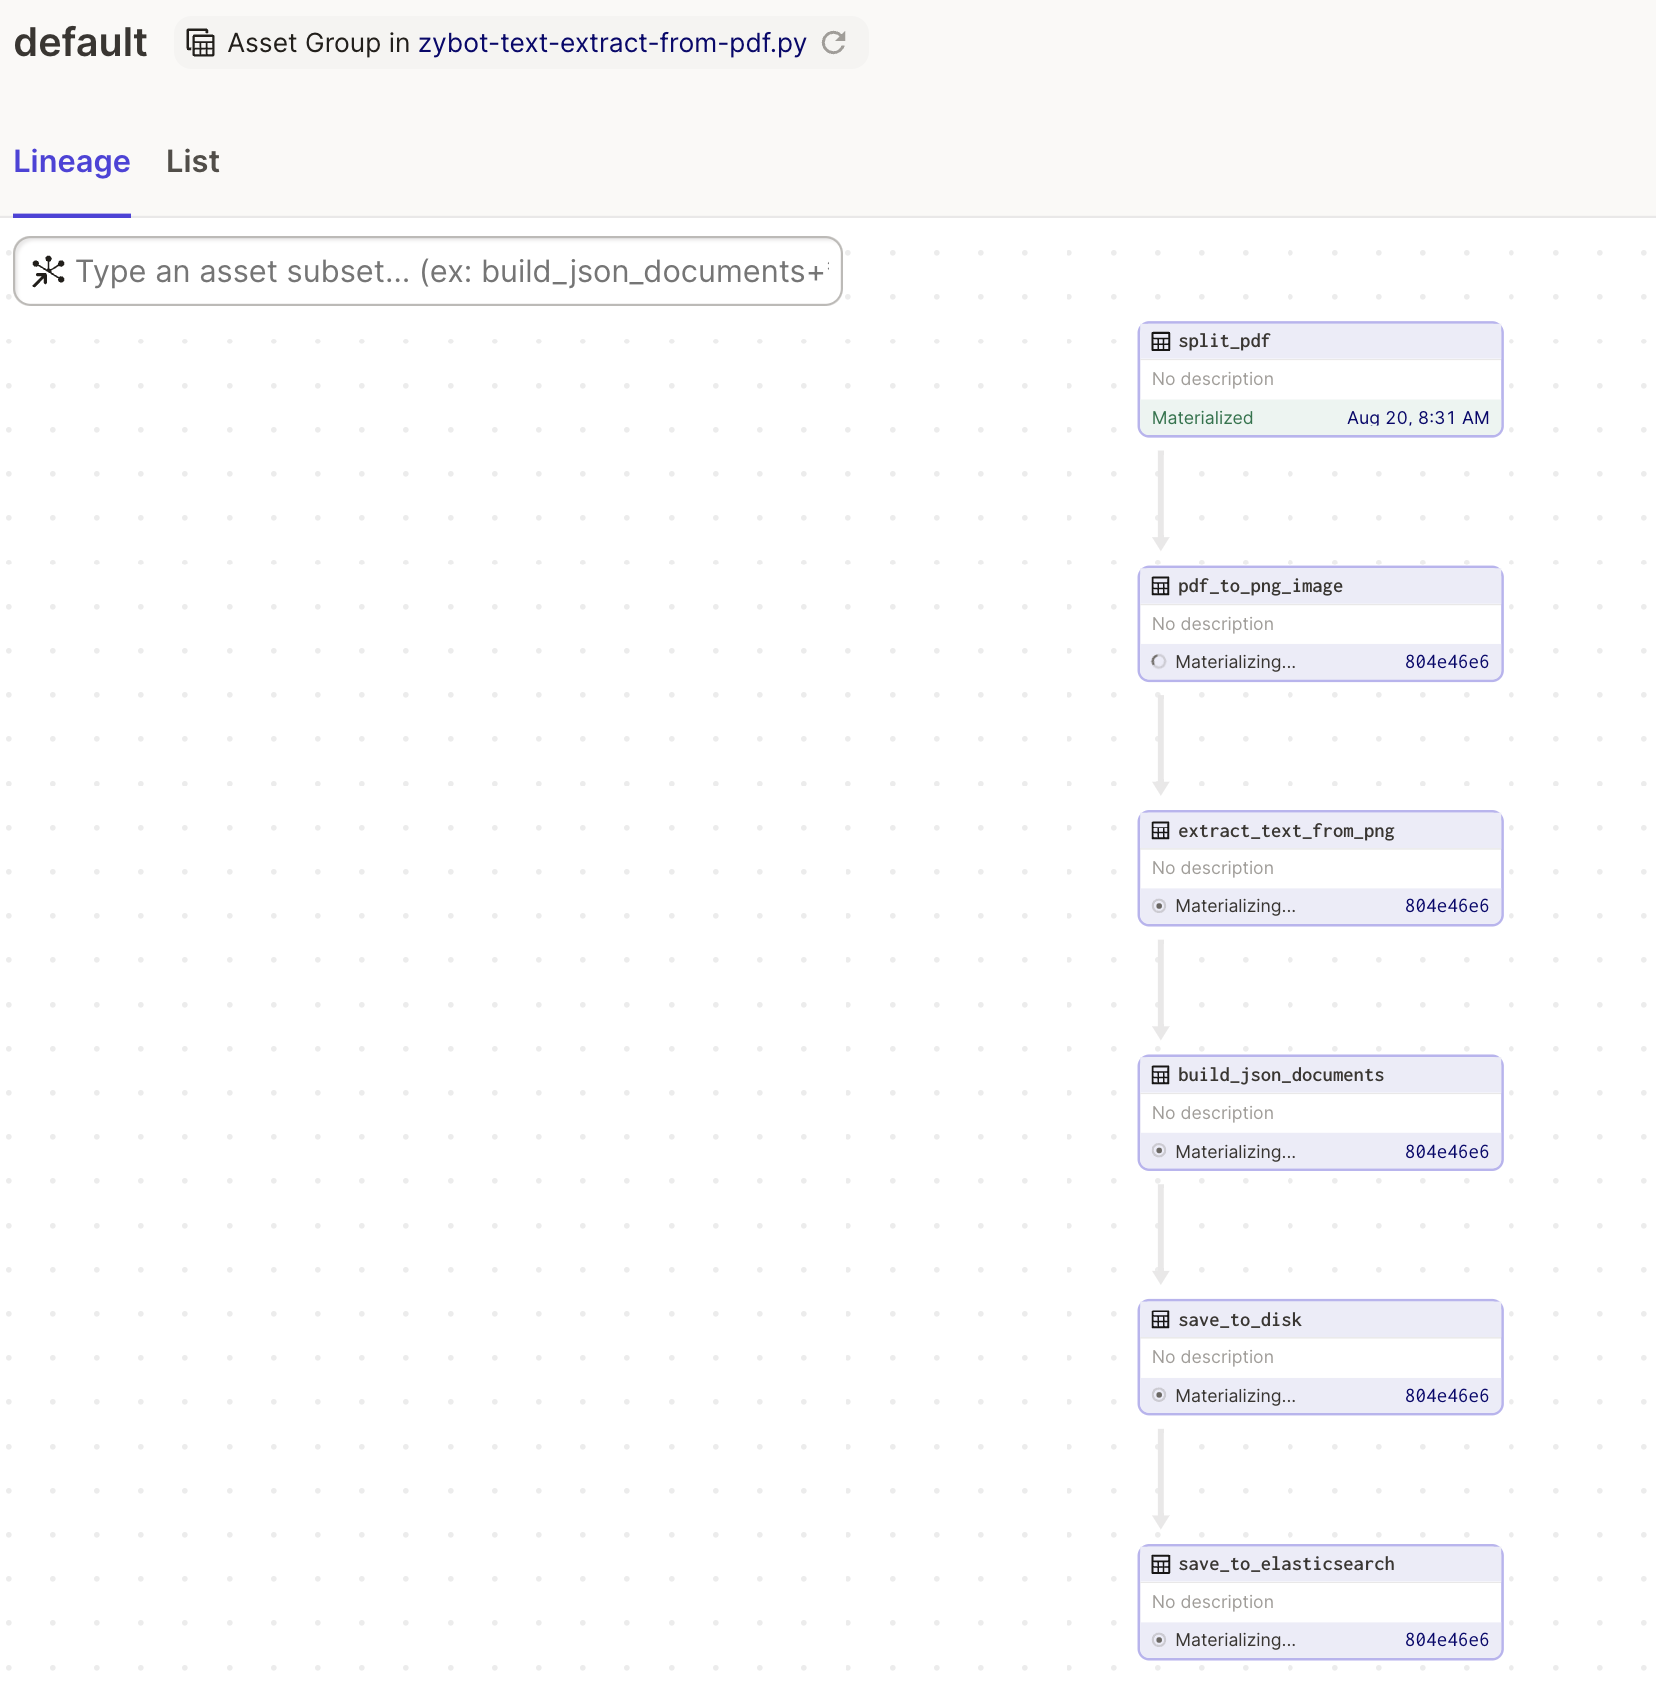 default Asset Group in zybot-text-extract-from-pdf.py
Lineage List
Type an asset subset... (ex: build_json_documents+
split_pdf
No description
Materialized Aug 20, 8:31 AM
pdf_to_png_image
No description
Materializing... 804e46e6
extract_text_from_png
No description
Materializing... 804e46e6
build_json_documents
No description
Materializing... 804e46e6
save_to_disk
No description
Materializing... 804e46e6
save_to_elasticsearch
No description
Materializing... 804e46e6